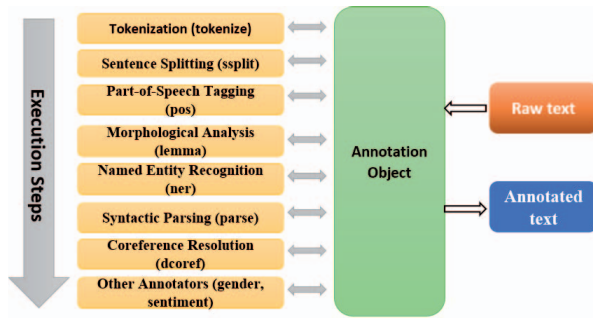 Execution Steps
Tokenization (tokenize)
Sentence Splitting (ssplit)
Part-of-Speech Tagging
(pos)
Morphological Analysis
(lemma)
Named Entity Recognition
(ner)
Syntactic Parsing (parse)
Coreference Resolution
(dcoref)
Other Annotators (gender,
sentiment)
Annotation
Object
Raw text
Annotated
text